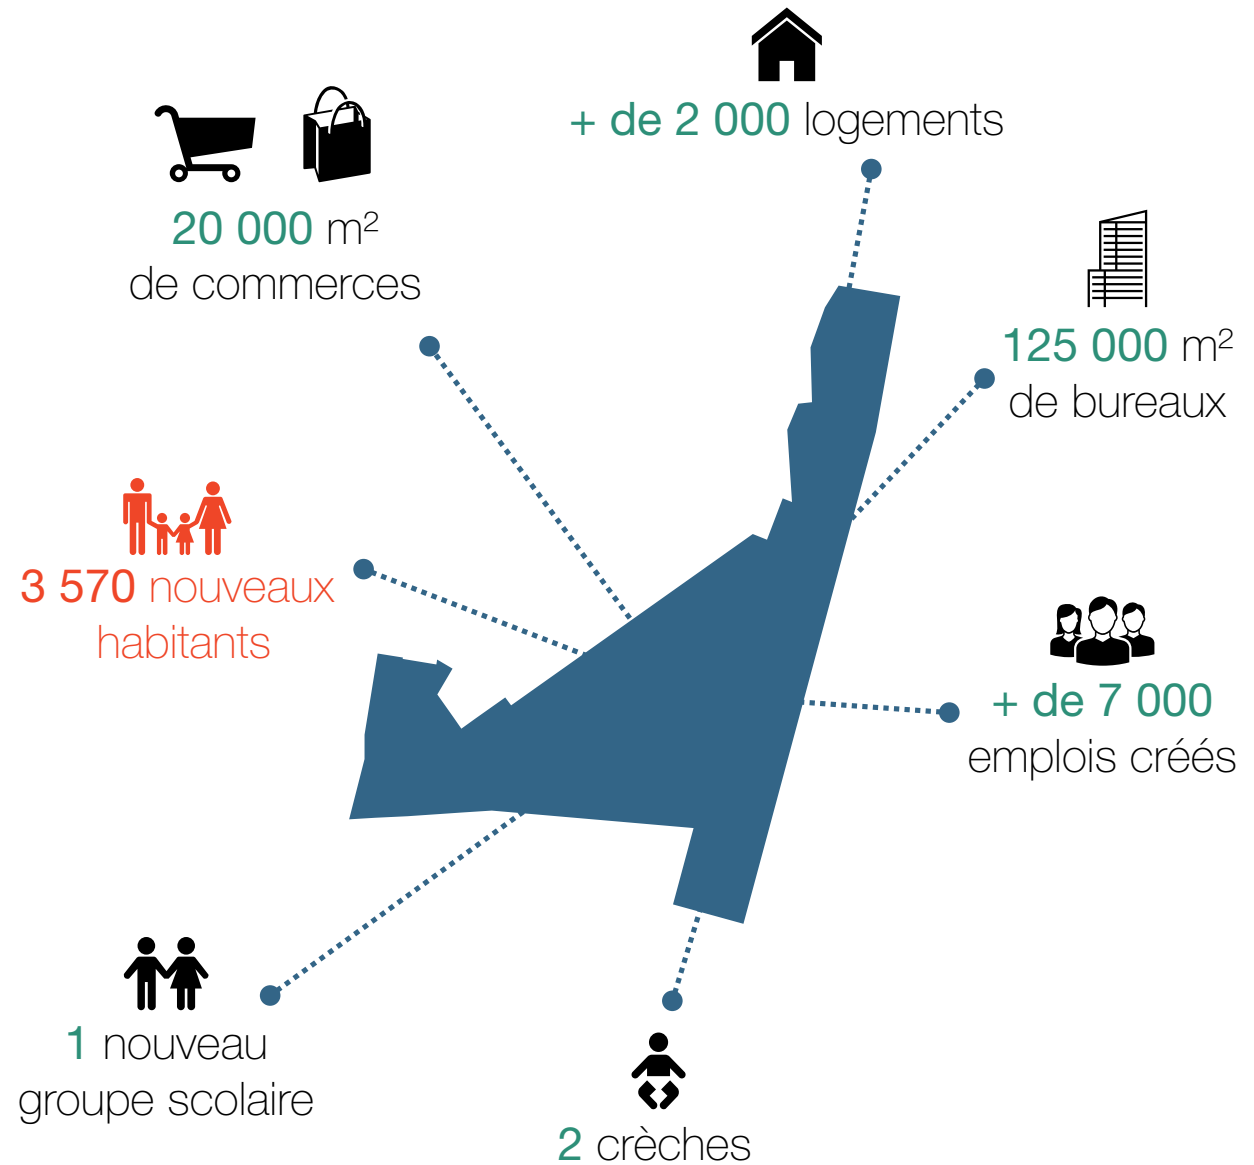 + de 2 000 logements
20 000 m²
de commerces
125 000 m²
de bureaux
3 570 nouveaux
habitants
+ de 7 000
emplois créés
1 nouveau
groupe scolaire
2 crèches